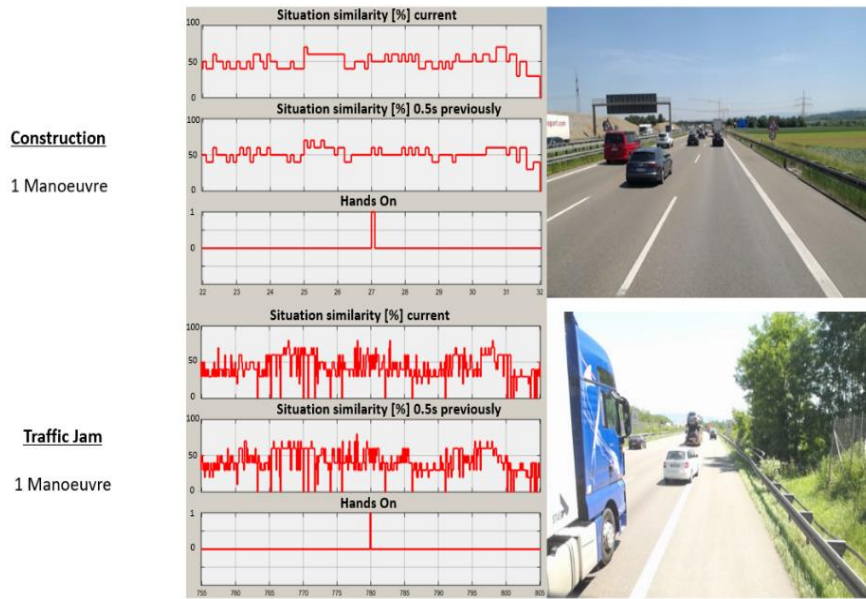 Situation similarity [%] current
100
50
0
Situation similarity [%] 0.5s previously
100
50
0
Construction
1 Manoeuvre
Hands On
1
0
22 23 24 25 26 27 28 29 30 31 32
Situation similarity [%] current
100
50
0
Situation similarity [%] 0.5s previously
100
50
0
Traffic Jam
1 Manoeuvre
Hands On
1
0
755 760 765 770 775 780 785 790 795 800 805